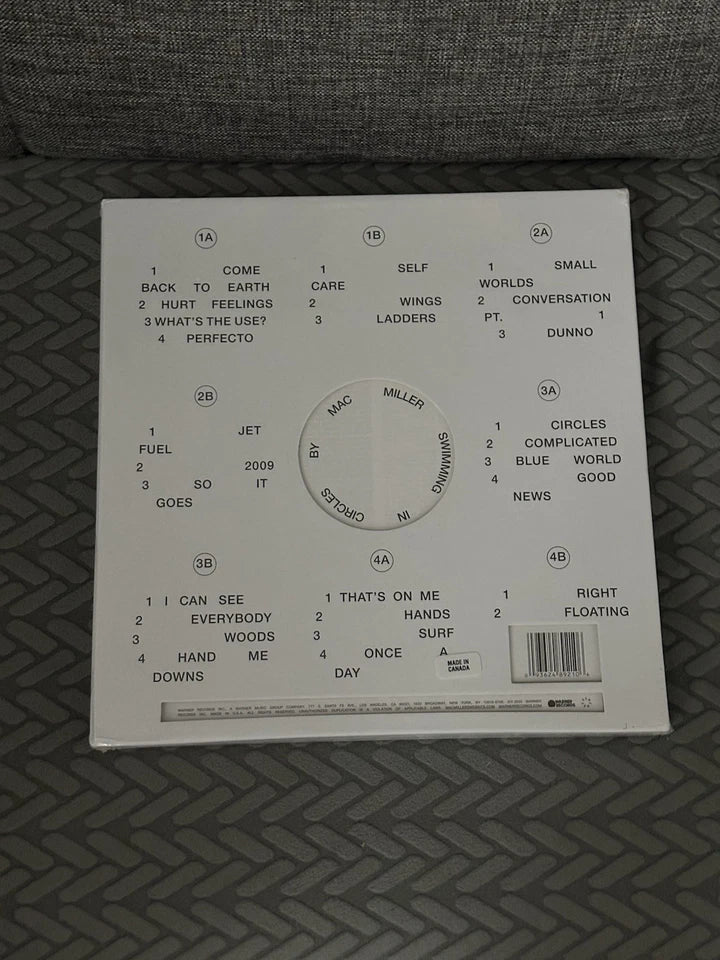 1A
1 COME
BACK TO EARTH
2 HURT FEELINGS
3 WHAT'S THE USE?
4 PERFECTO
1B
1 SELF
CARE
2 WINGS
3 LADDERS
2A
1 SMALL
WORLDS
2 CONVERSATION
PT. 1
3 DUNNO
2B
1 JET
FUEL
2 2009
3 SO IT
GOES
SWIMMING IN CIRCLES BY MAC MILLER
3A
1 CIRCLES
2 COMPLICATED
3 BLUE WORLD
4 GOOD
NEWS
3B
1 I CAN SEE
2 EVERYBODY
3 WOODS
4 HAND ME
DOWNS
4A
1 THAT'S ON ME
2 HANDS
3 SURF
4 ONCE A
DAY
MADE IN
CANADA
4B
1 RIGHT
2 FLOATING
93624 89210
WARNER
RECORDS